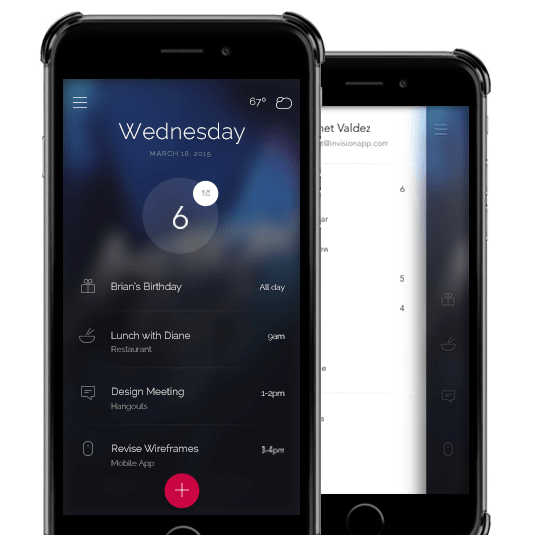 67°
Wednesday
MARCH 18, 2015
6
Brian's Birthday
All day
Lunch with Diane
9am
Restaurant
Design Meeting
1-2pm
Hangouts
Revise Wireframes
3-4pm
Mobile App
+
net Valdez
t@invisionapp.com
6
ar
ew
5
4